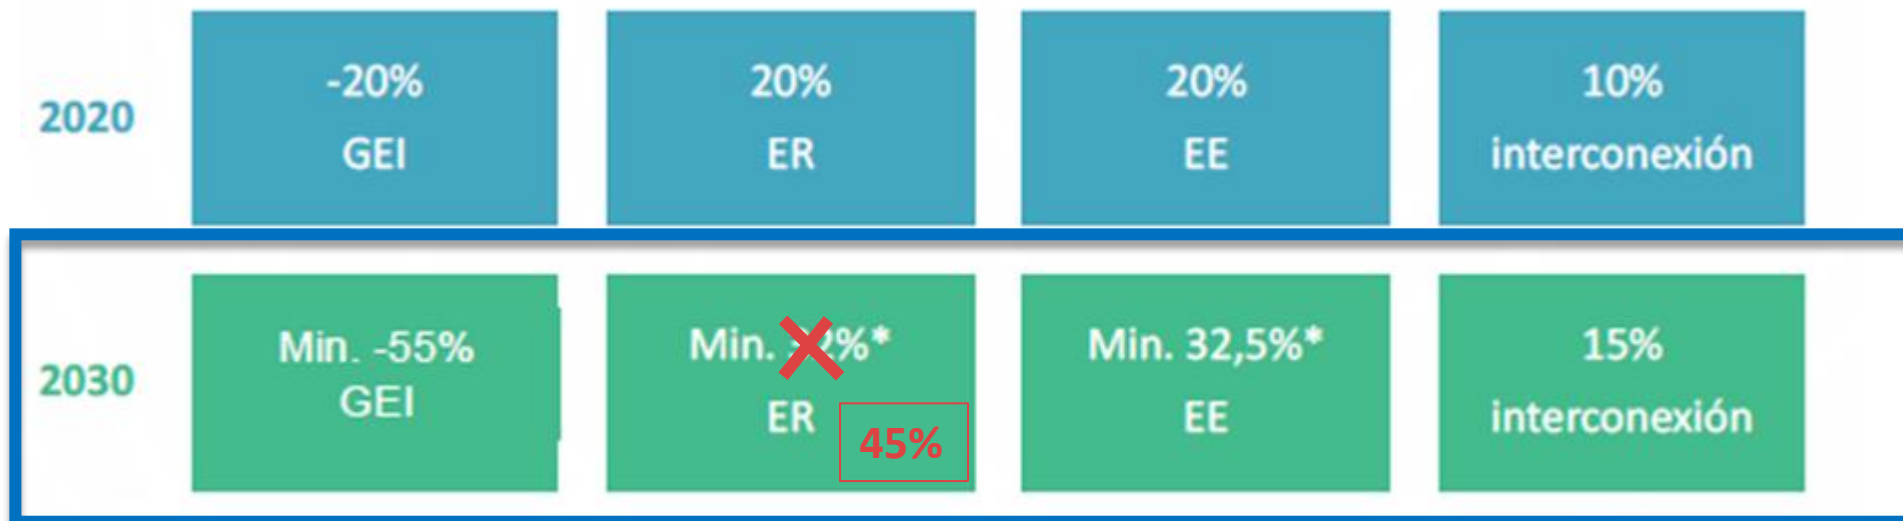 2020
-20%
GEI
20%
ER
20%
EE
10%
interconexión
2030
Min. -55%
GEI
Min.
ER
45%
Min. 32,5%*
EE
15%
interconexión